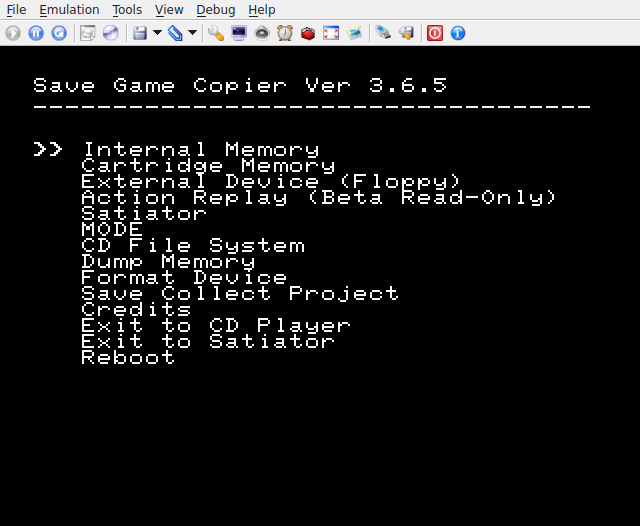 File Emulation Tools View Debug Help
Save Game Copier Ver 3.6.5
-----------------------------------
>> Internal Memory
Cartridge Memory
External Device (Floppy)
Action Replay (Beta Read-Only)
Satiator
MODE
CD File System
Dump Memory
Format Device
Save Collect Project
Credits
Exit to CD Player
Exit to Satiator
Reboot